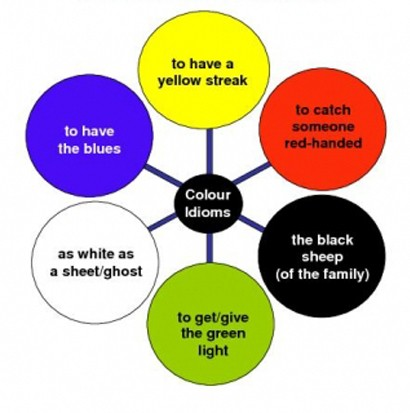 to have a
yellow streak
to catch
someone
red-handed
to have
the blues
Colour
Idioms
the black
sheep
(of the family)
as white as
a sheet/ghost
to get/give
the green
light